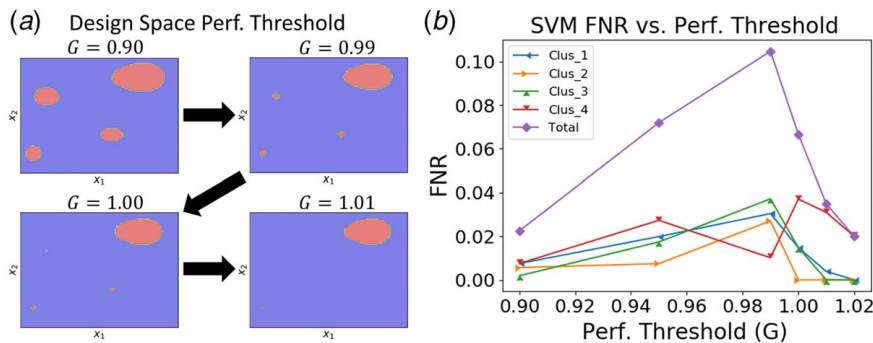 (a) Design Space Perf. Threshold
G = 0.90
G = 0.99
x₂
x₁
x₂
x₁
G = 1.00
G = 1.01
x₂
x₁
x₂
x₁
(b) SVM FNR vs. Perf. Threshold
Clus_1
Clus_2
Clus_3
Clus_4
Total
FNR
0.10
0.08
0.06
0.04
0.02
0.00
0.90
0.92
0.94
0.96
0.98
1.00
1.02
Perf. Threshold (G)